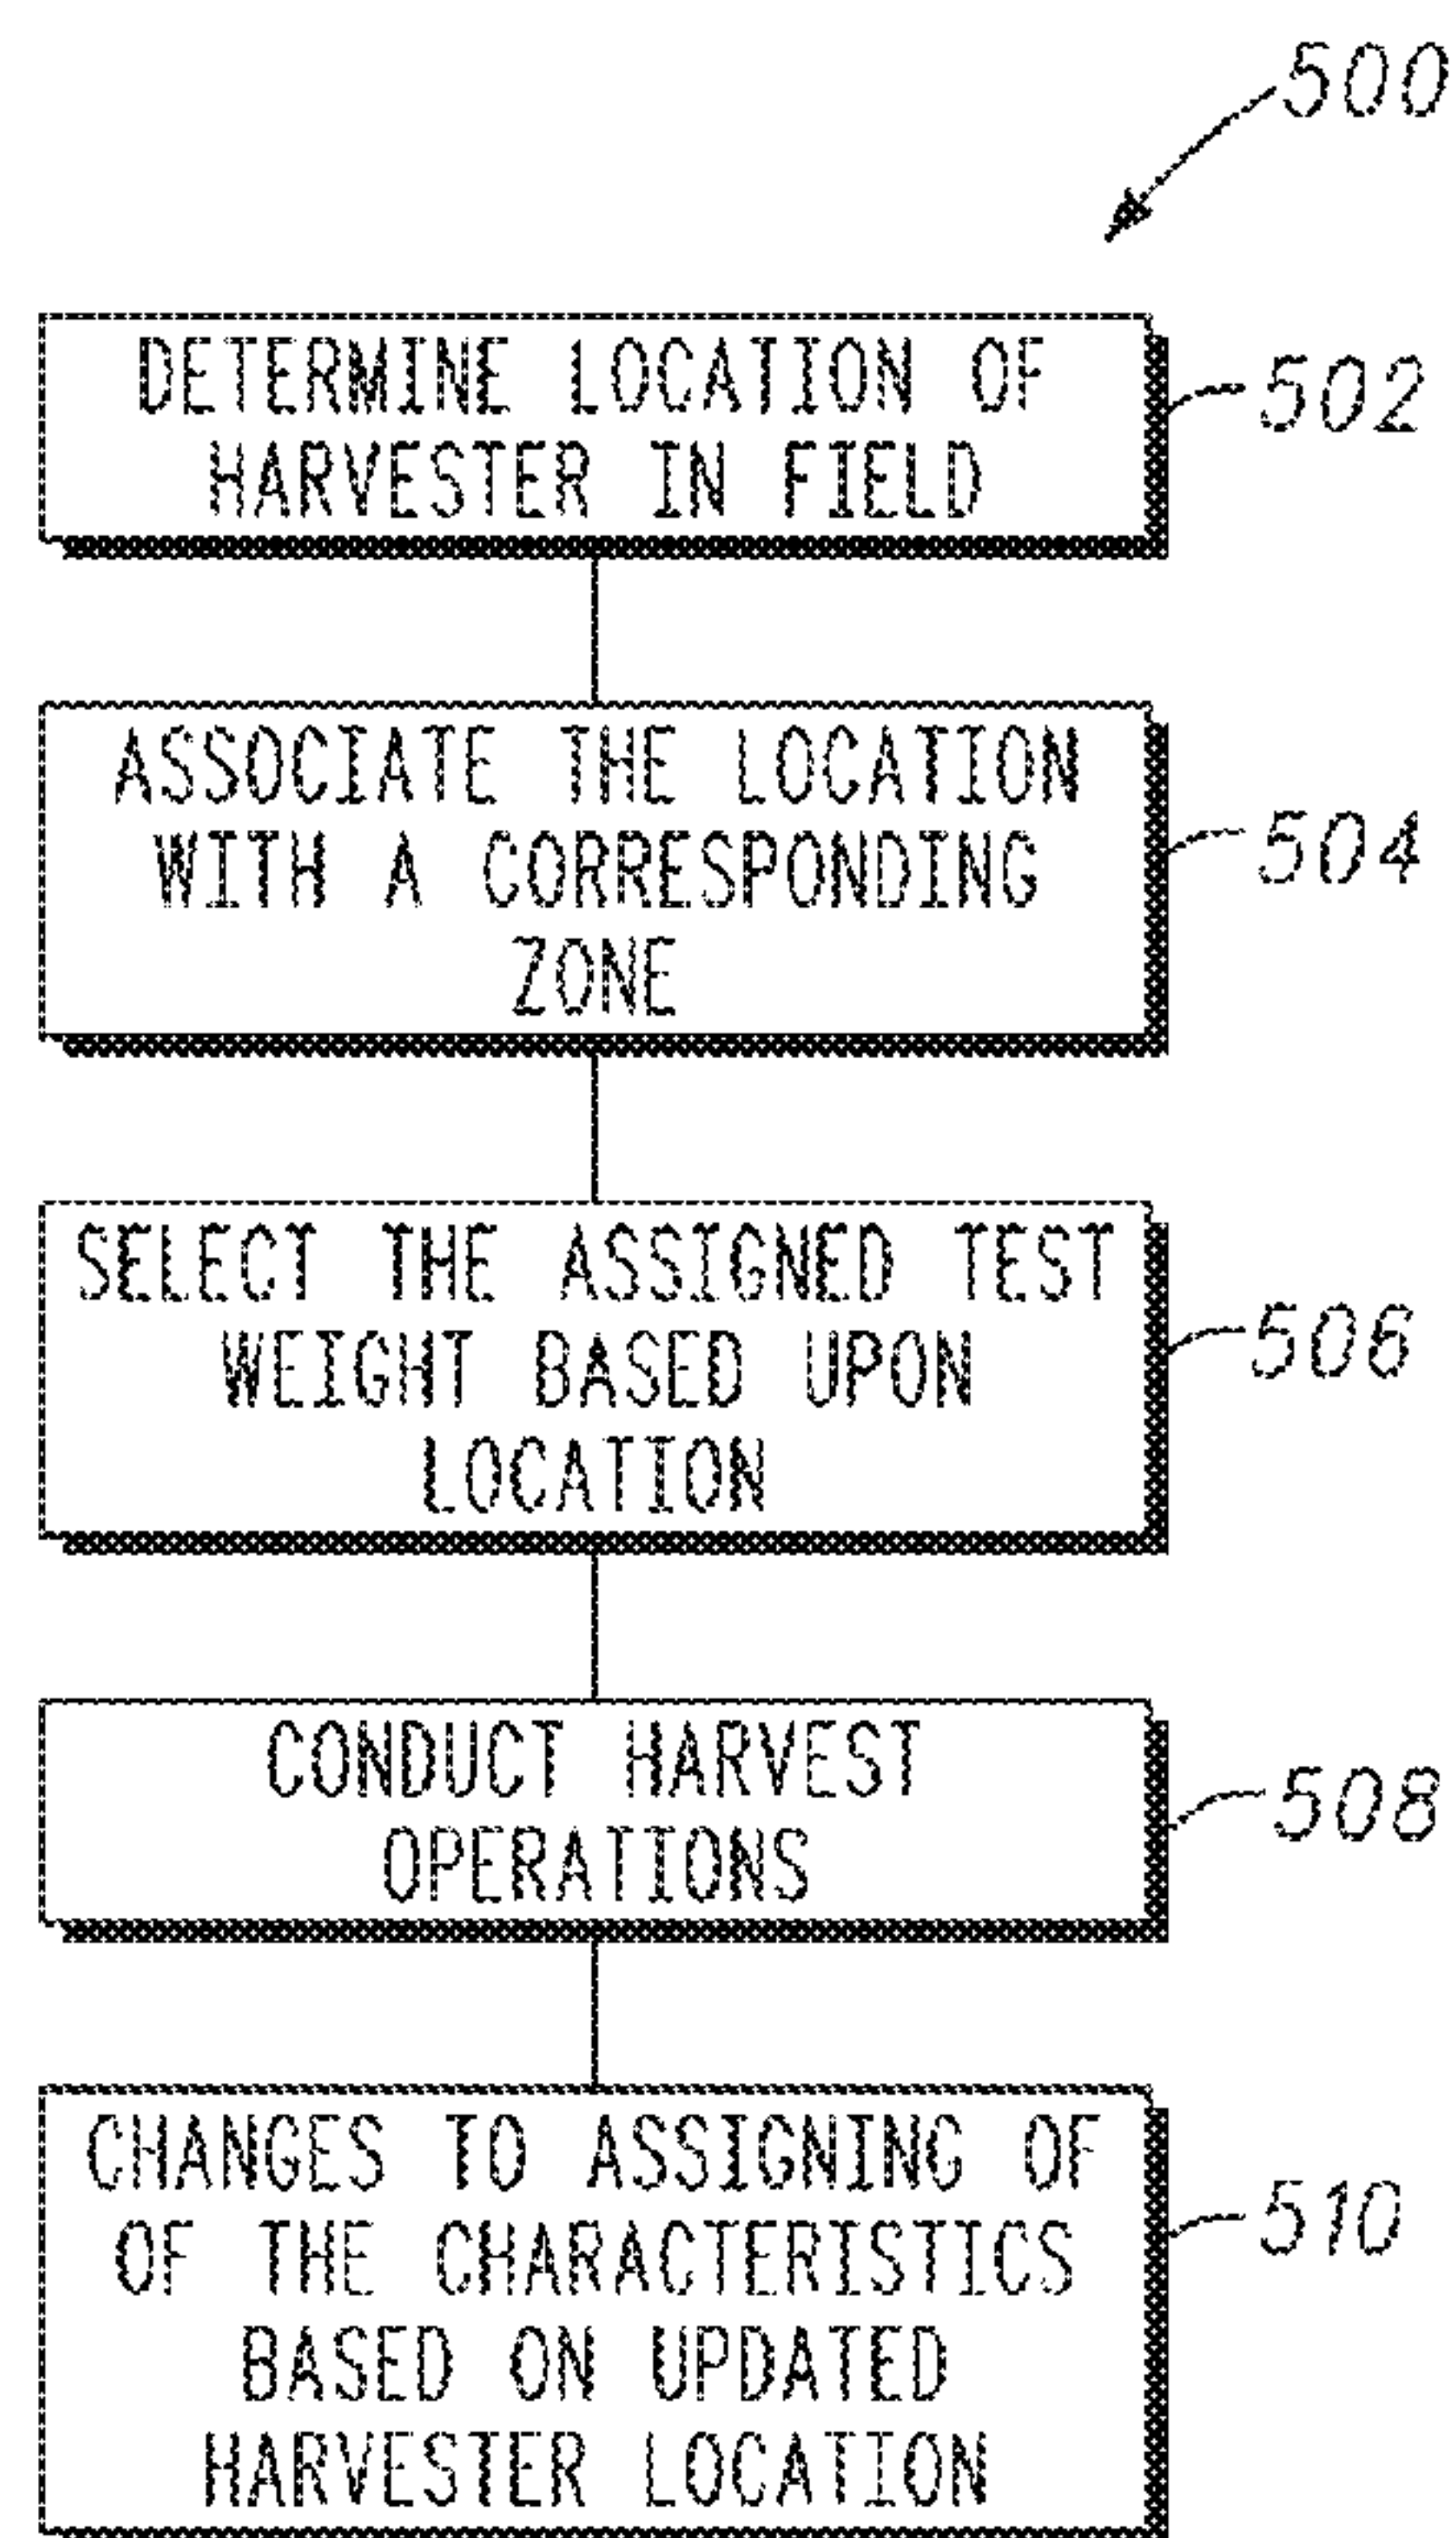 500
DETERMINE LOCATION OF
HARVESTER IN FIELD
502
ASSOCIATE THE LOCATION
WITH A CORRESPONDING
ZONE
504
SELECT THE ASSIGNED TEST
WEIGHT BASED UPON
LOCATION
506
CONDUCT HARVEST
OPERATIONS
508
CHANGES TO ASSIGNING OF
OF THE CHARACTERISTICS
BASED ON UPDATED
HARVESTER LOCATION
510